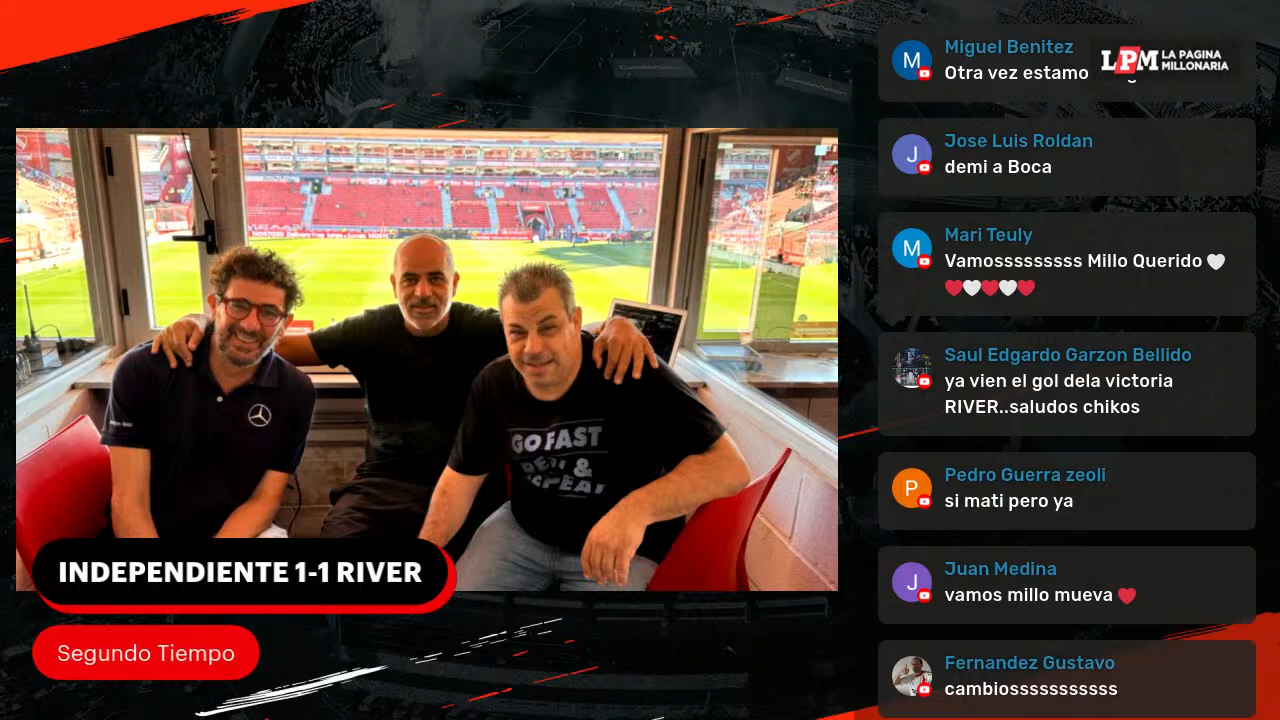 INDEPENDIENTE 1-1 RIVER
Segundo Tiempo
GO FAST
&
LPM LA PAGINA
MILLONARIA
M
Miguel Benitez
Otra vez estamo
J
Jose Luis Roldan
demi a Boca
M
Mari Teuly
Vamosssssssss Millo Querido 🤍
❤️🤍❤️🤍❤️
Saul Edgardo Garzon Bellido
ya vien el gol dela victoria
RIVER..saludos chikos
P
Pedro Guerra zeoli
si mati pero ya
J
Juan Medina
vamos millo mueva ❤️
Fernandez Gustavo
cambiosssssssssss